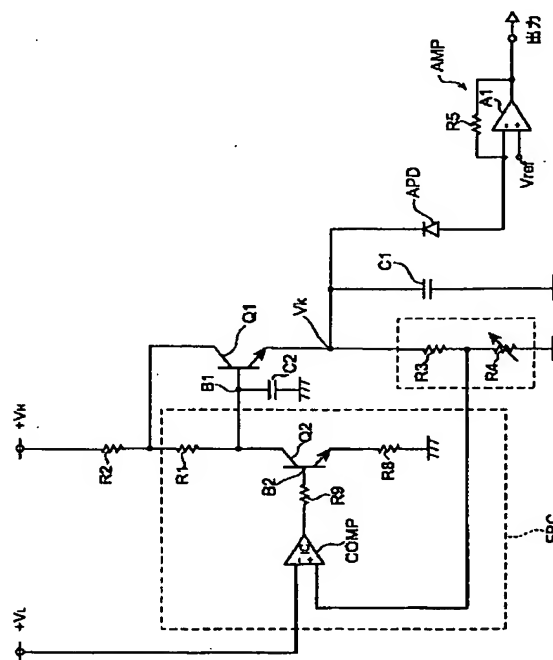 +VH
+VL
R2
Q1
R1
B1
C2
Vk
Q2
B2
R9
R8
COMP
FBC
R3
R4
C1
APD
AMP
R5
A1
Vref
出力